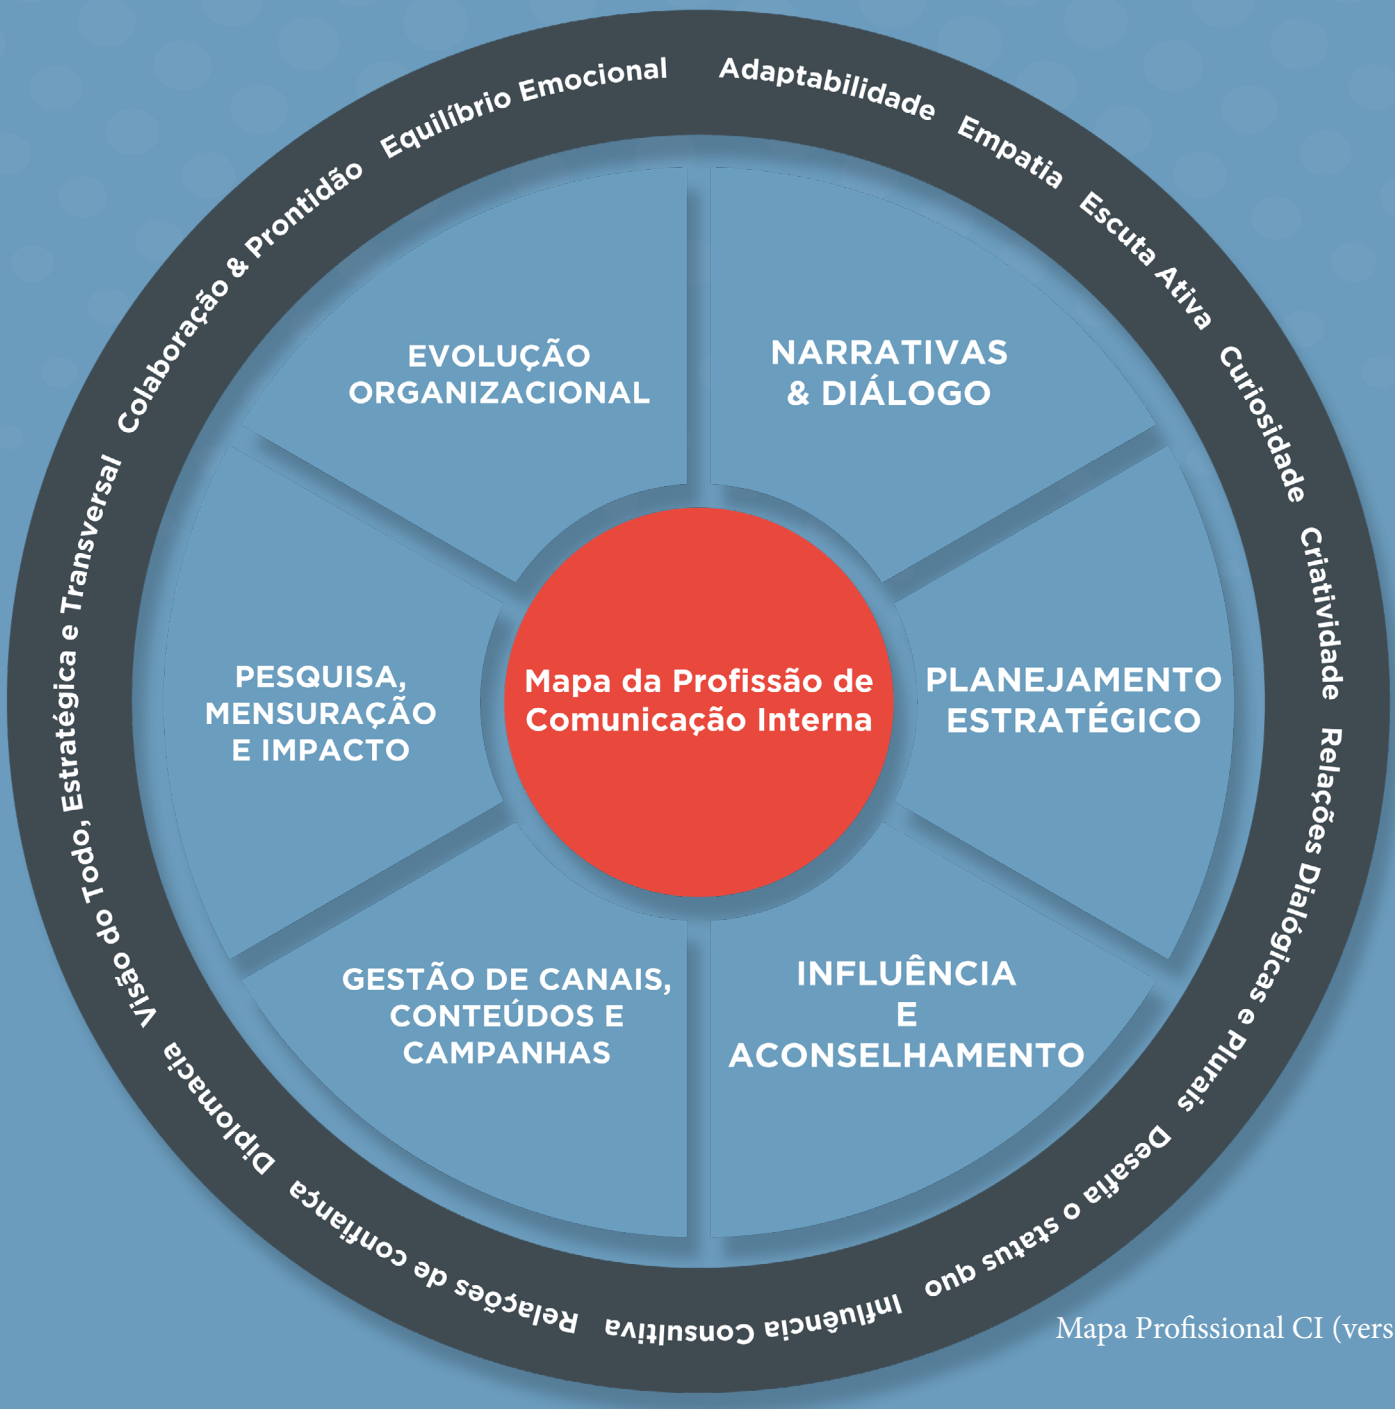 Adaptabilidade
Empatia
Escuta Ativa
Curiosidade
Criatividade
Relações Dialógicas e Plurais
Desafia o status quo
Influência Consultiva
Relações de confiança
Diplomacia
Visão do Todo, Estratégica e Transversal
Colaboração & Prontidão
Equilíbrio Emocional
EVOLUÇÃO
ORGANIZACIONAL
NARRATIVAS
& DIÁLOGO
PESQUISA,
MENSURAÇÃO
E IMPACTO
Mapa da Profissão de
Comunicação Interna
PLANEJAMENTO
ESTRATÉGICO
GESTÃO DE CANAIS,
CONTEÚDOS E
CAMPANHAS
INFLUÊNCIA
E
ACONSELHAMENTO
Mapa Profissional CI (vers